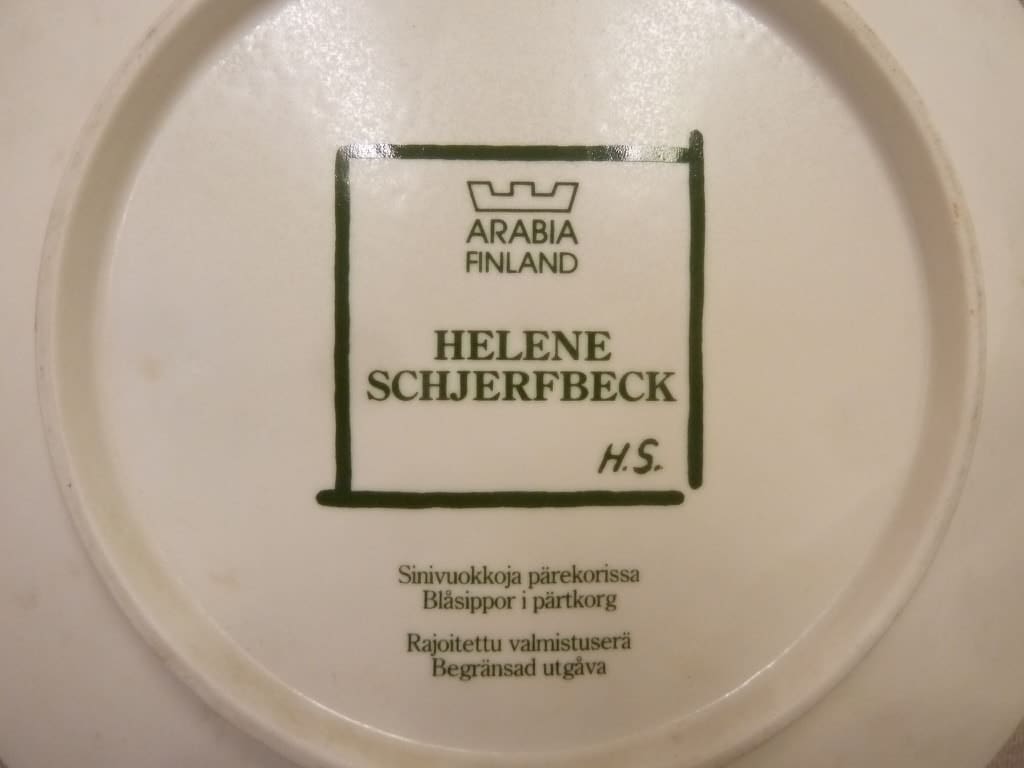 ARABIA
FINLAND
HELENE
SCHJERFBECK
H.S.
Sinivuokkoja pärekorissa
Blåsippor i pärtkorg
Rajoitettu valmistuserä
Begränsad utgåva